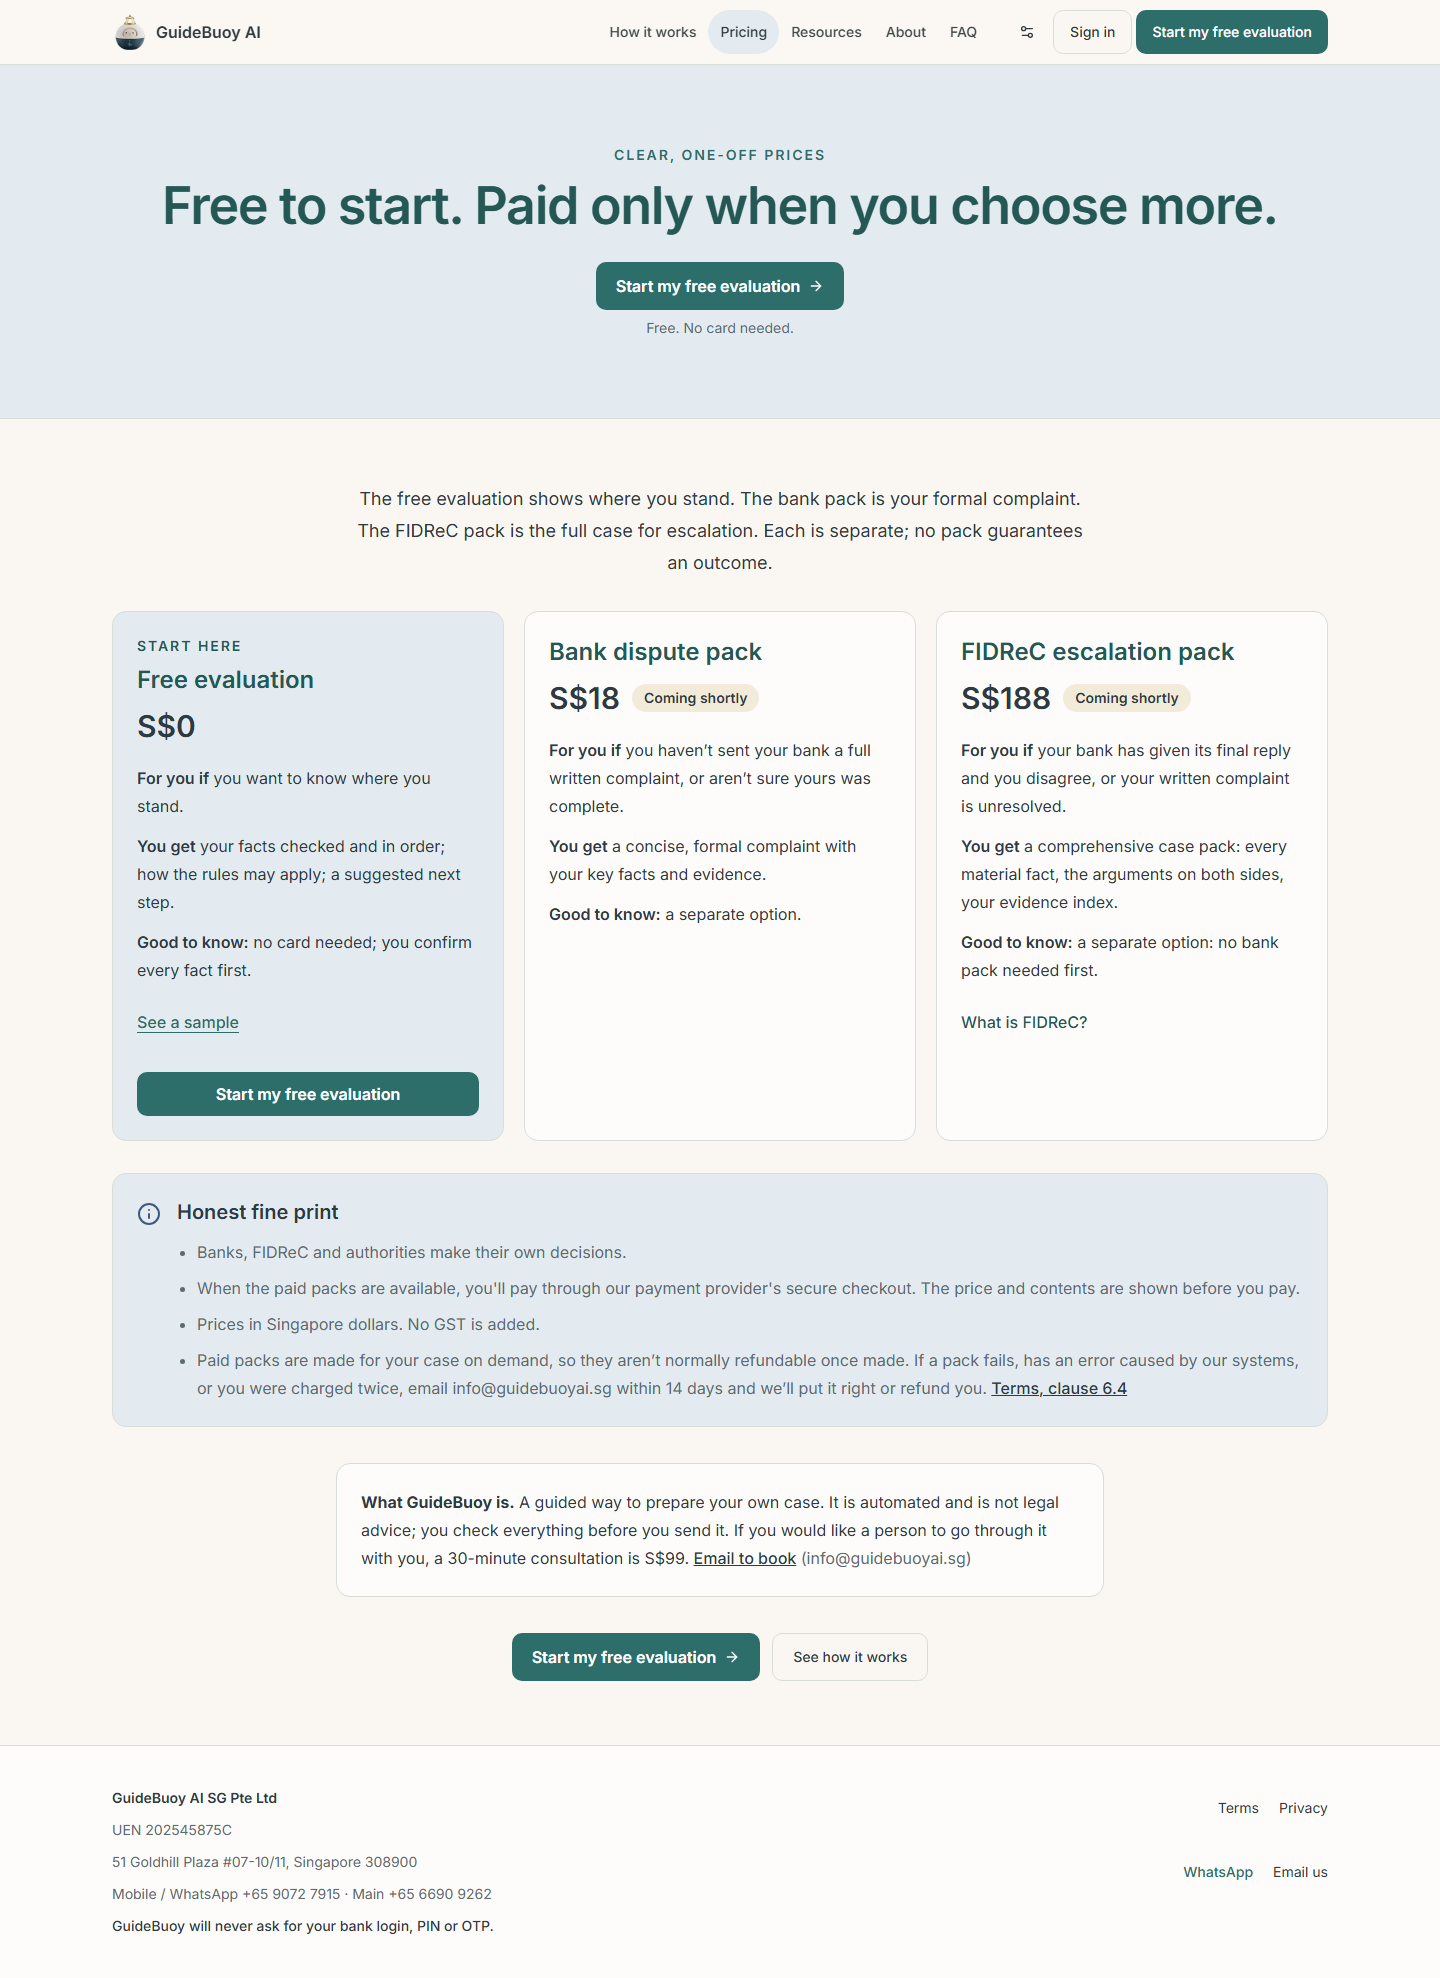 GuideBuoy AI
How it works
Pricing
Resources
About
FAQ
Sign in
Start my free evaluation
CLEAR, ONE-OFF PRICES
Free to start. Paid only when you choose more.
Start my free evaluation →
Free. No card needed.
The free evaluation shows where you stand. The bank pack is your formal complaint.
The FIDReC pack is the full case for escalation. Each is separate; no pack guarantees
an outcome.
START HERE
Free evaluation
S$0
For you if you want to know where you
stand.
You get your facts checked and in order;
how the rules may apply; a suggested next
step.
Good to know: no card needed; you confirm
every fact first.
See a sample
Start my free evaluation
Bank dispute pack
S$18 Coming shortly
For you if you haven’t sent your bank a full
written complaint, or aren’t sure yours was
complete.
You get a concise, formal complaint with
your key facts and evidence.
Good to know: a separate option.
FIDReC escalation pack
S$188 Coming shortly
For you if your bank has given its final reply
and you disagree, or your written complaint
is unresolved.
You get a comprehensive case pack: every
material fact, the arguments on both sides,
your evidence index.
Good to know: a separate option: no bank
pack needed first.
What is FIDReC?
Honest fine print
• Banks, FIDReC and authorities make their own decisions.
• When the paid packs are available, you'll pay through our payment provider's secure checkout. The price and contents are shown before you pay.
• Prices in Singapore dollars. No GST is added.
• Paid packs are made for your case on demand, so they aren’t normally refundable once made. If a pack fails, has an error caused by our systems,
or you were charged twice, email info@guidebuoyai.sg within 14 days and we’ll put it right or refund you. Terms, clause 6.4
What GuideBuoy is. A guided way to prepare your own case. It is automated and is not legal
advice; you check everything before you send it. If you would like a person to go through it
with you, a 30-minute consultation is S$99. Email to book (info@guidebuoyai.sg)
Start my free evaluation →
See how it works
GuideBuoy AI SG Pte Ltd
UEN 202545875C
51 Goldhill Plaza #07-10/11, Singapore 308900
Mobile / WhatsApp +65 9072 7915 · Main +65 6690 9262
GuideBuoy will never ask for your bank login, PIN or OTP.
Terms
Privacy
WhatsApp
Email us